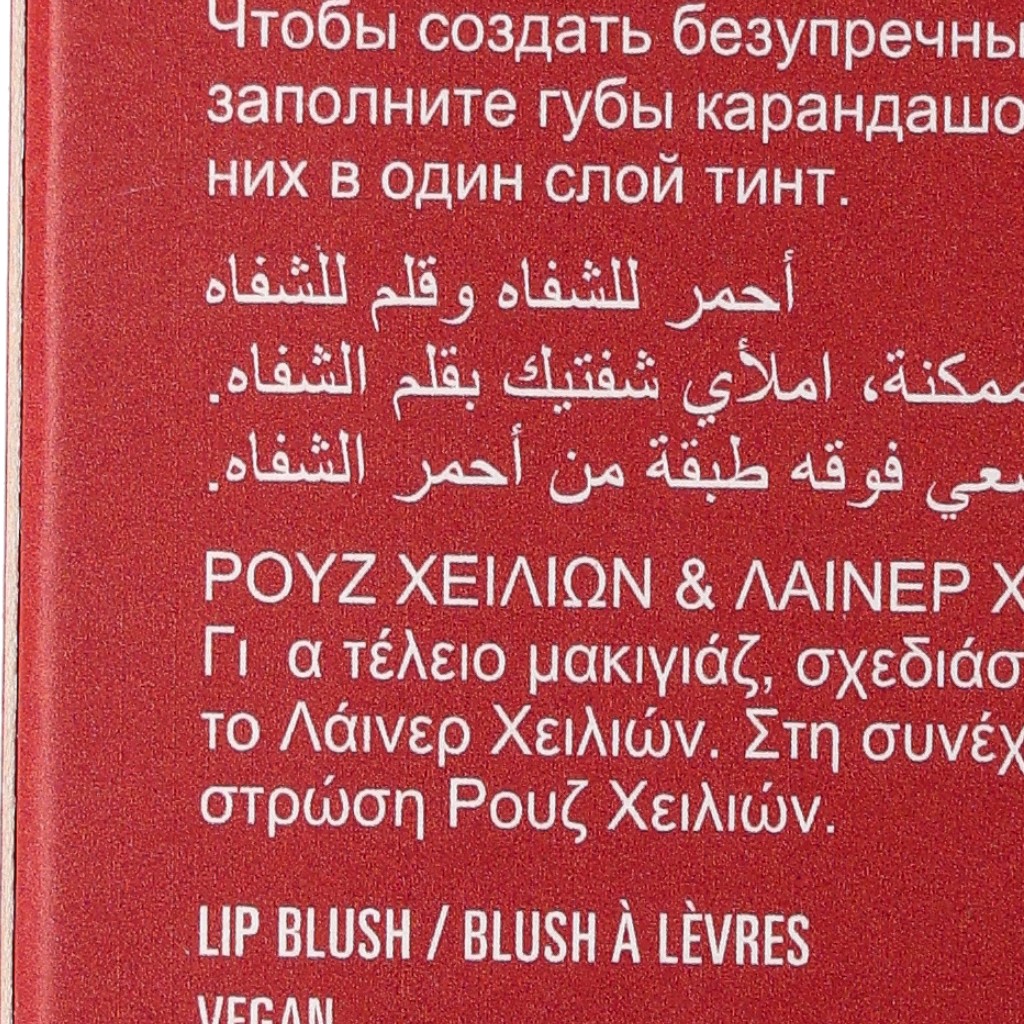 Чтобы создать безупречны
заполните губы карандашо
них в один слой тинт.
أحمر للشفاه وقلم للشفاه
ممكنة، املأي شفتيك بقلم الشفاه.
ضعي فوقه طبقة من أحمر الشفاه.
ΡΟΥΖ ΧΕΙΛΙΩΝ & ΛΑΙΝΕΡ Χ
Γι α τέλειο μακιγιάζ, σχεδιάσ
το Λάινερ Χειλιών. Στη συνέχ
στρώση Ρουζ Χειλιών.
LIP BLUSH / BLUSH À LÈVRES
VEGAN